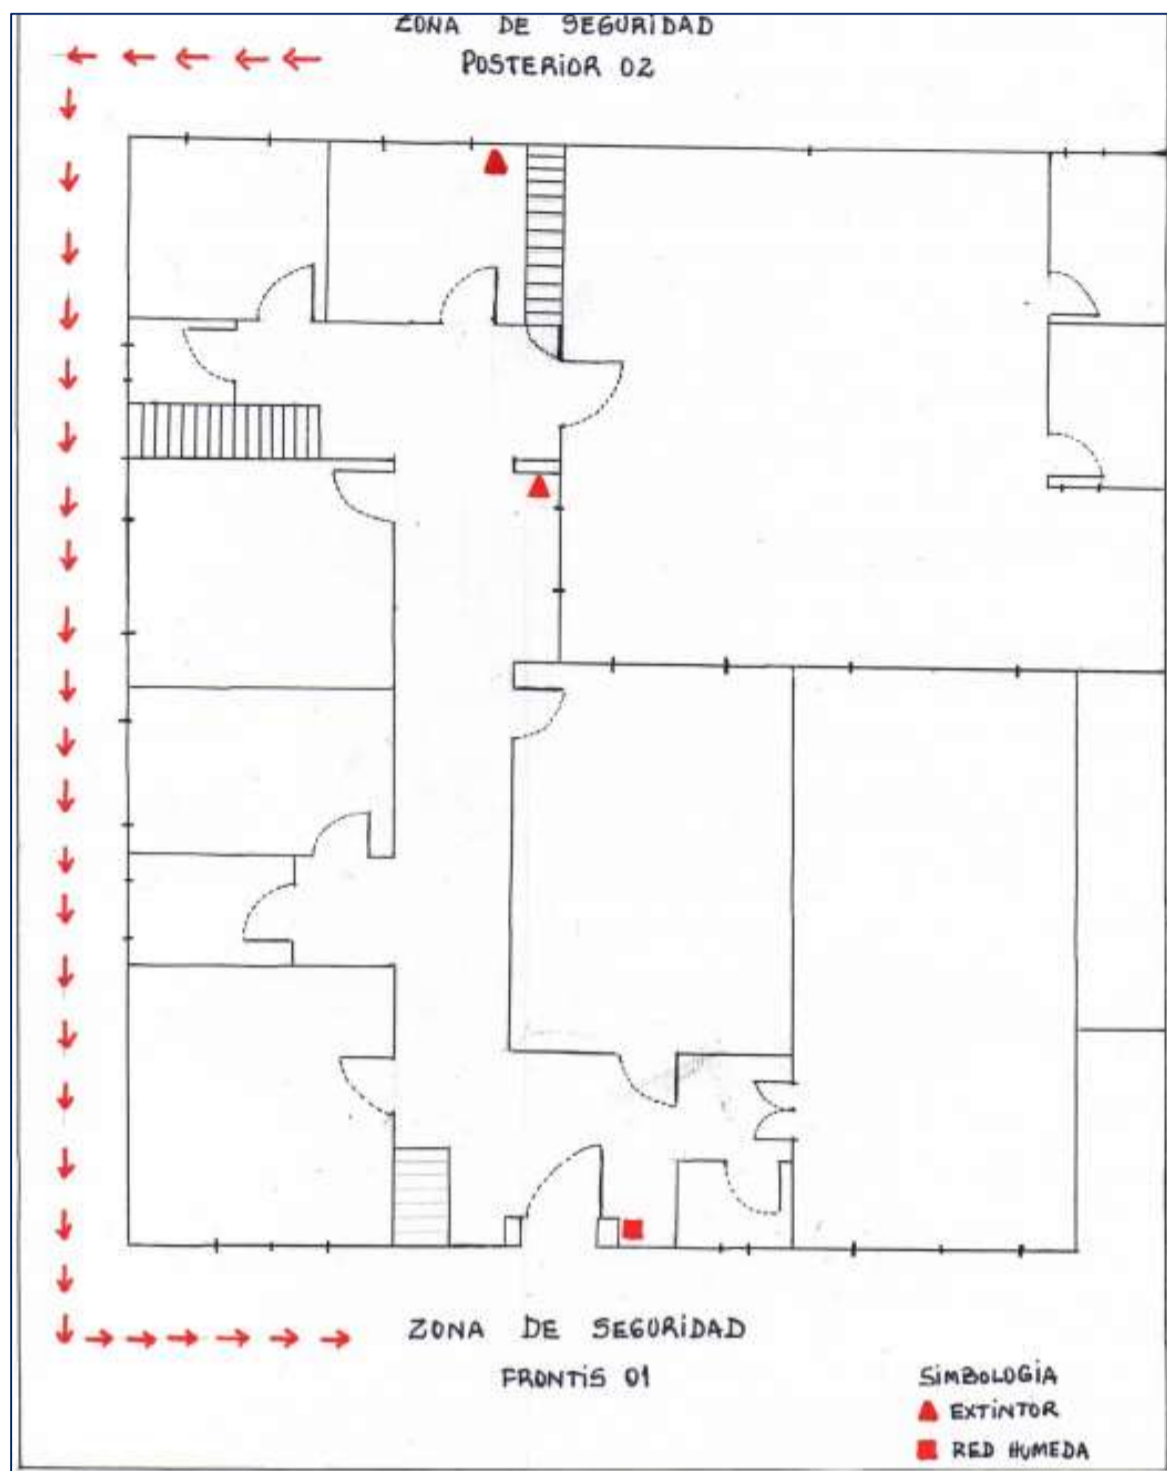 ZONA DE SEGURiDAD
POSTERiOR 02
ZONA DE SEGURiDAD
FRONTiS 01
SiMBOLOGiA
EXTiNTOR
RED HUMEDA